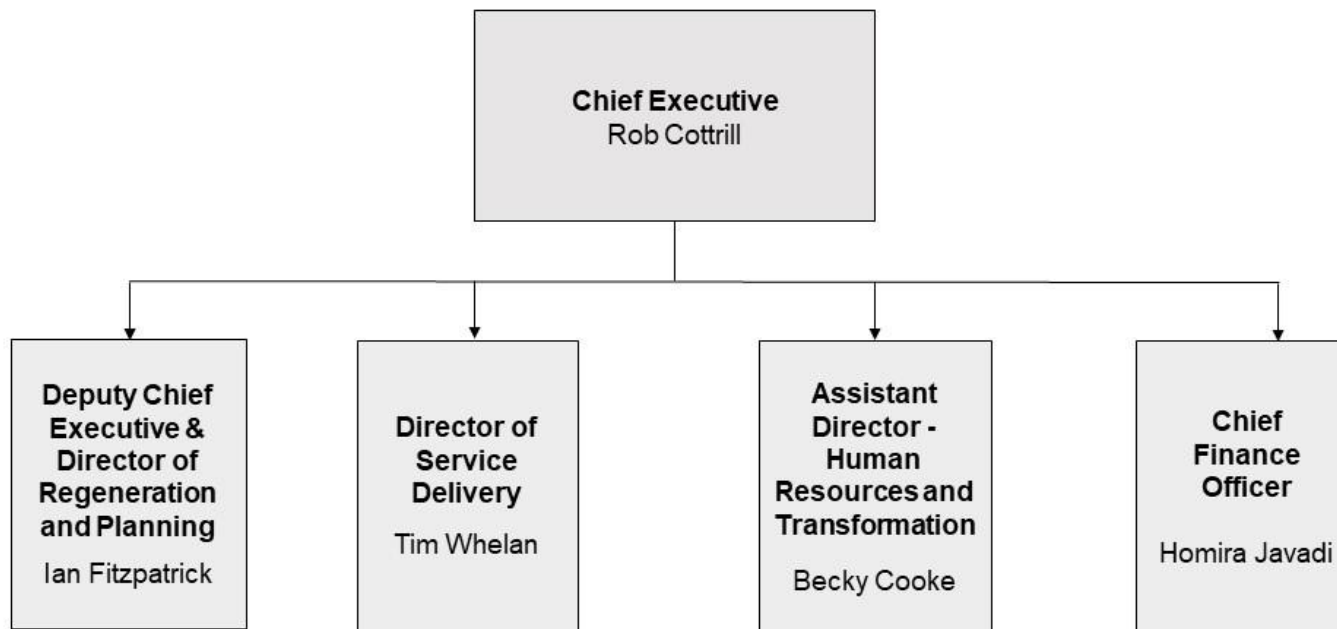 Chief Executive
Rob Cottrill
Deputy Chief
Executive &
Director of
Regeneration
and Planning
Ian Fitzpatrick
Director of
Service
Delivery
Tim Whelan
Assistant
Director -
Human
Resources and
Transformation
Becky Cooke
Chief
Finance
Officer
Homira Javadi